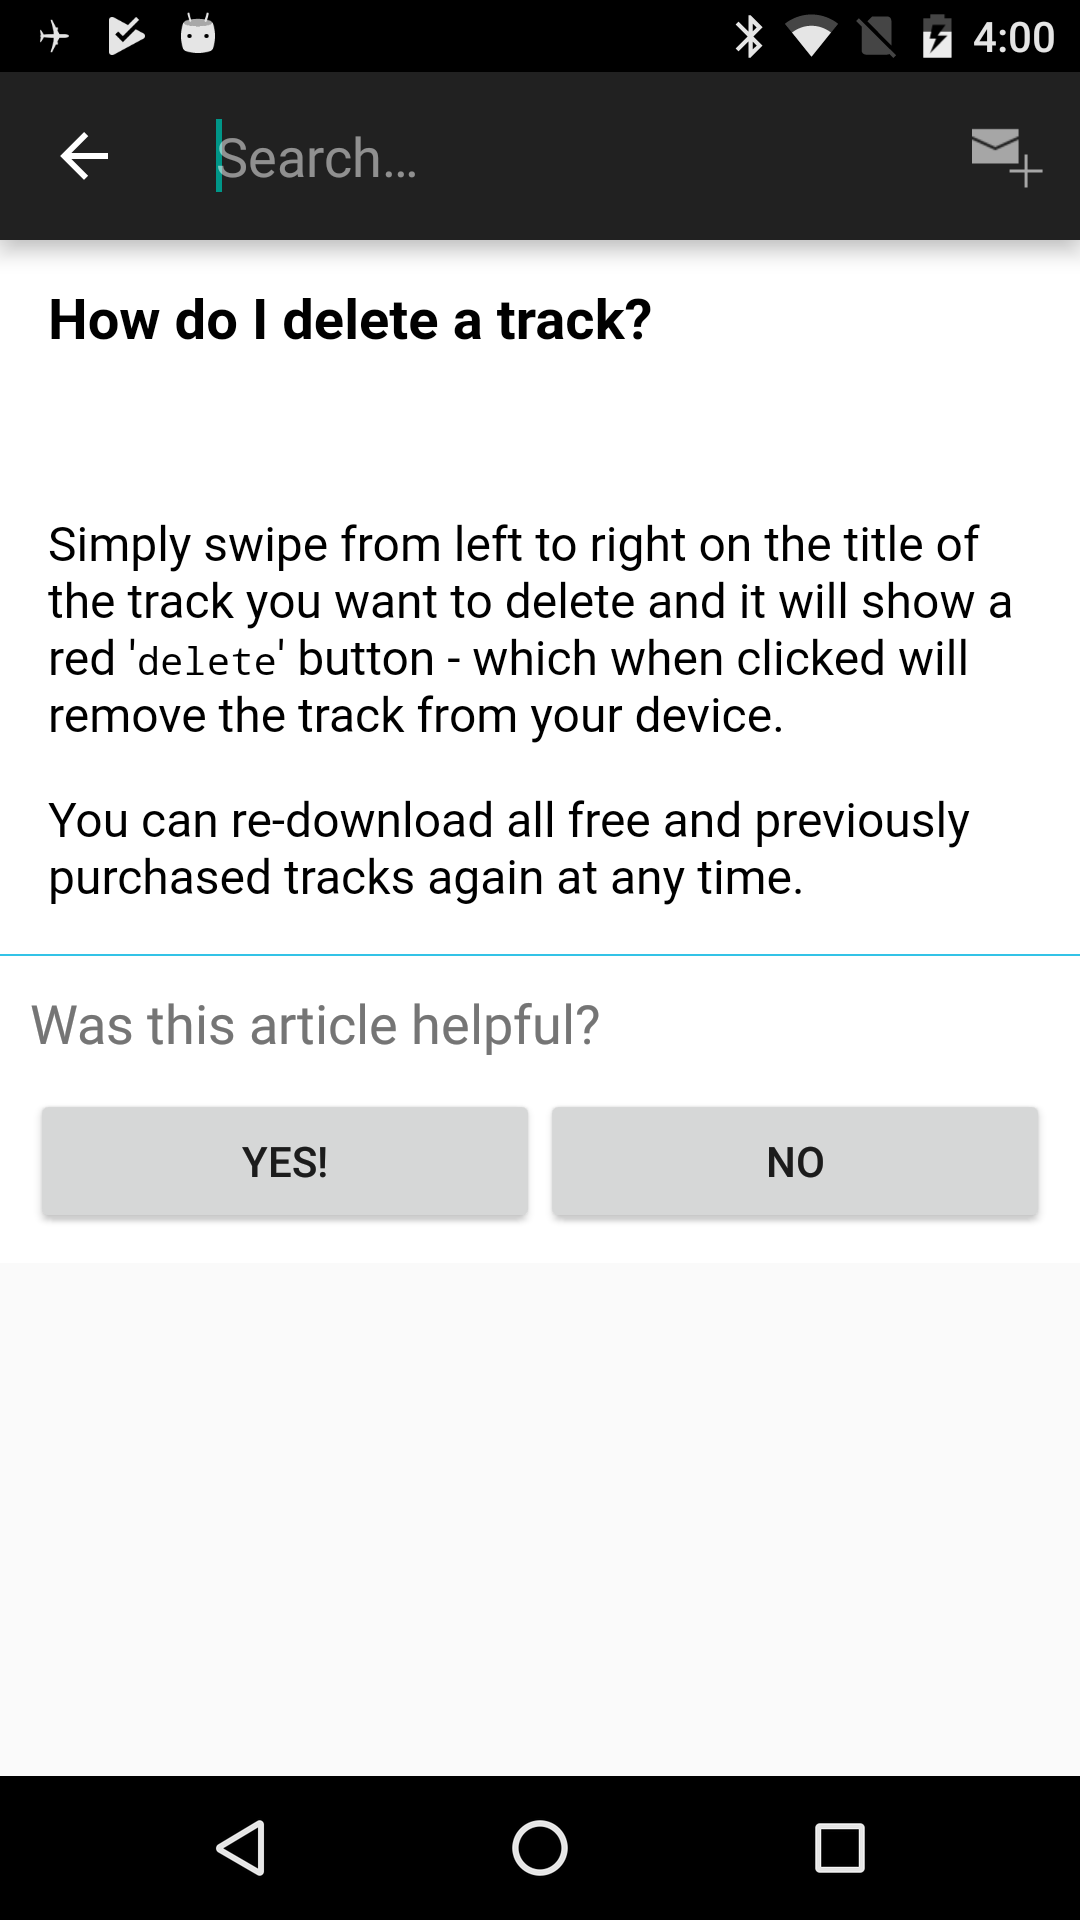 4:00
Search...
How do I delete a track?
Simply swipe from left to right on the title of
the track you want to delete and it will show a
red 'delete' button - which when clicked will
remove the track from your device.
You can re-download all free and previously
purchased tracks again at any time.
Was this article helpful?
YES!
NO